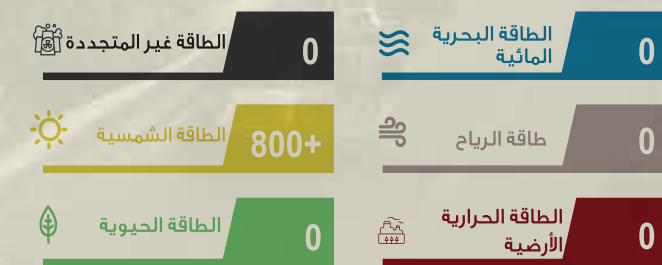 الطاقة البحرية
المائية
0
الطاقة غير المتجددة
0
طاقة الرياح
0
الطاقة الشمسية
800+
الطاقة الحرارية
الأرضية
0
الطاقة الحيوية
0